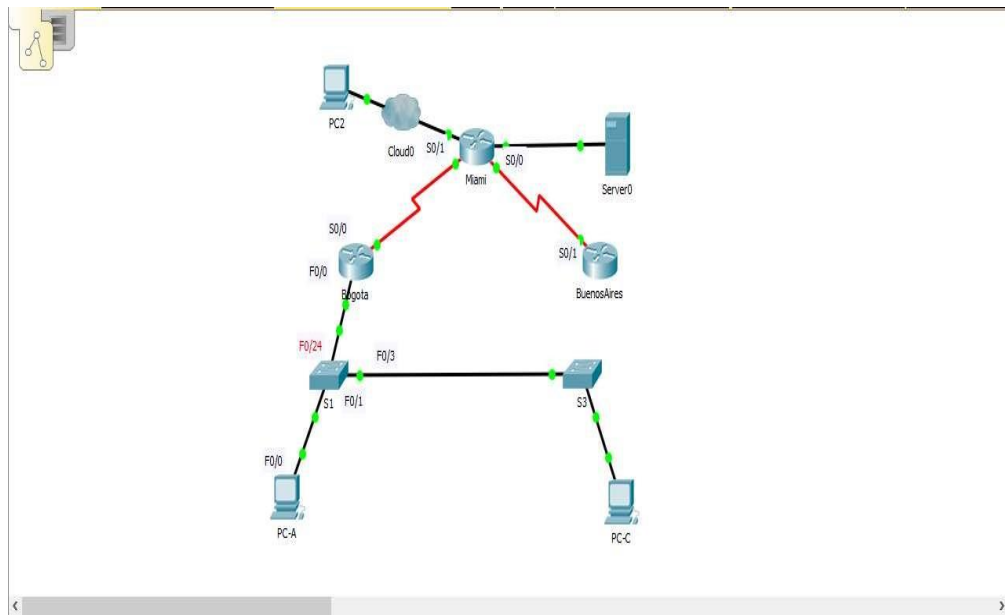 PC2
Cloud0
S0/1
S0/0
Miami
Server0
S0/0
S0/1
F0/0
Bogota
BuenosAires
F0/24
F0/3
S1
F0/1
S3
F0/0
PC-A
PC-C